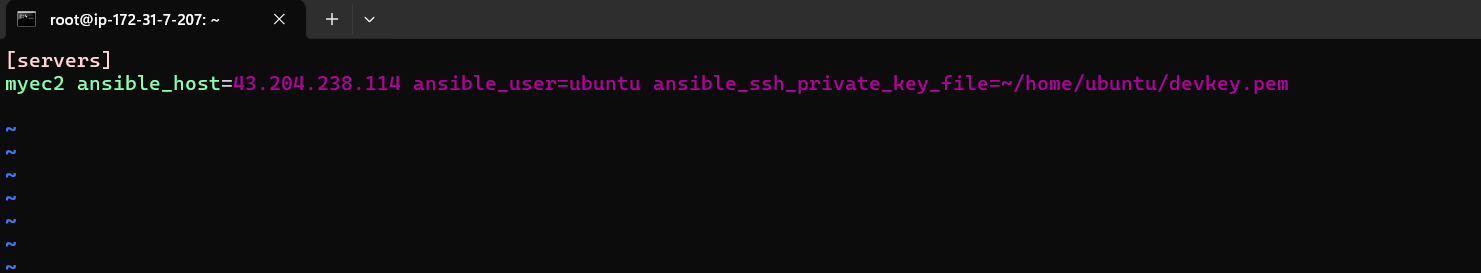 root@ip-172-31-7-207: ~
[servers]
myec2 ansible_host=43.204.238.114 ansible_user=ubuntu ansible_ssh_private_key_file=~/home/ubuntu/devkey.pem
~
~
~
~
~
~
~